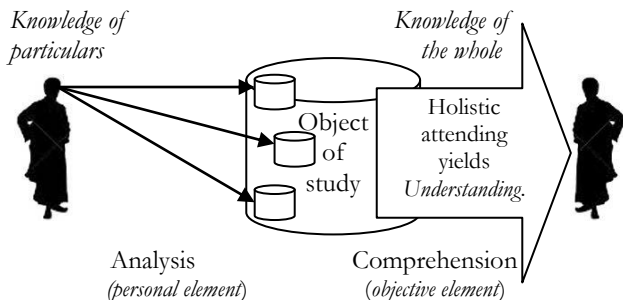 Knowledge of
particulars
Knowledge of
the whole
Object
of
study
Holistic
attending
yields
Understanding.
Analysis
(personal element)
Comprehension
(objective element)